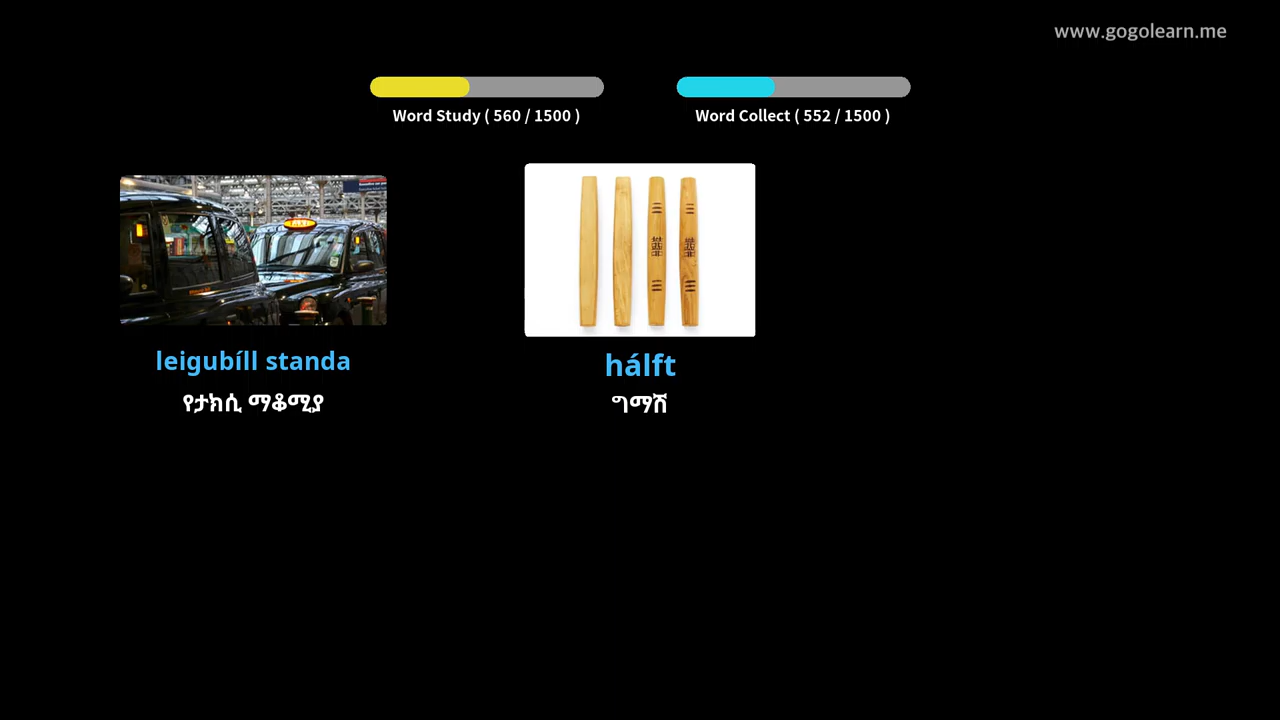 www.gogolearn.me
Word Study ( 560 / 1500 )
Word Collect ( 552 / 1500 )
leigubíll standa
የታክሲ ማቆሚያ
hálft
ግማሽ